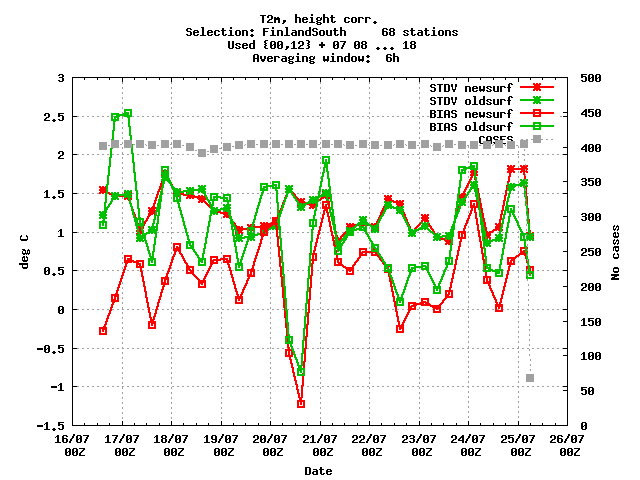 T2m, height corr.
Selection: FinlandSouth     68 stations
Used {00,12} + 07 08 ... 18
Averaging window:  6h
STDV newsurf
STDV oldsurf
BIAS newsurf
BIAS oldsurf
CASES
deg C
3
2.5
2
1.5
1
0.5
0
-0.5
-1
-1.5
500
450
400
350
300
250
200
150
100
50
0
No cases
16/07 17/07 18/07 19/07 20/07 21/07 22/07 23/07 24/07 25/07 26/07
00Z 00Z 00Z 00Z 00Z 00Z 00Z 00Z 00Z 00Z 00Z
Date